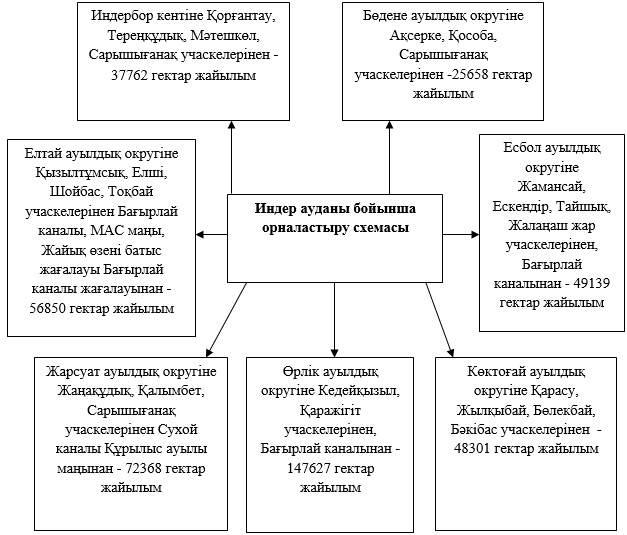 Индербор кентіне Қорғантау,
Тереңқұдық, Мәтешкөл,
Сарышығанақ учаскелерінен -
37762 гектар жайылым
Бөдене ауылдық округіне
Ақсерке, Қособа,
Сарышығанақ
учаскелерінен -25658 гектар
жайылым
Елтай ауылдық округіне
Қызылтұмсық, Елші,
Шойбас, Тоқбай
учаскелерінен Бағырлай
каналы, МАС маңы,
Жайық өзені батыс
жағалауы Бағырлай
каналы жағалауынан -
56850 гектар жайылым
Индер ауданы бойынша
орналастыру схемасы
Есбол ауылдық
округіне
Жамансай,
Ескендір, Тайшық,
Жалаңаш жар
учаскелерінен,
Бағырлай
каналынан - 49139
гектар жайылым
Жарсуат ауылдық округіне
Жаңақұдық, Қалымбет,
Сарышығанақ
учаскелерінен Сухой
каналы Құрылыс ауылы
маңынан - 72368 гектар
жайылым
Өрлік ауылдық
округіне Кедейқызыл,
Қаражігіт
учаскелерінен,
Бағырлай каналынан -
147627 гектар
жайылым
Көктоғай ауылдық
округіне Қарасу,
Жылқыбай, Бөлекбай,
Бәкібас учаскелерінен -
48301 гектар жайылым